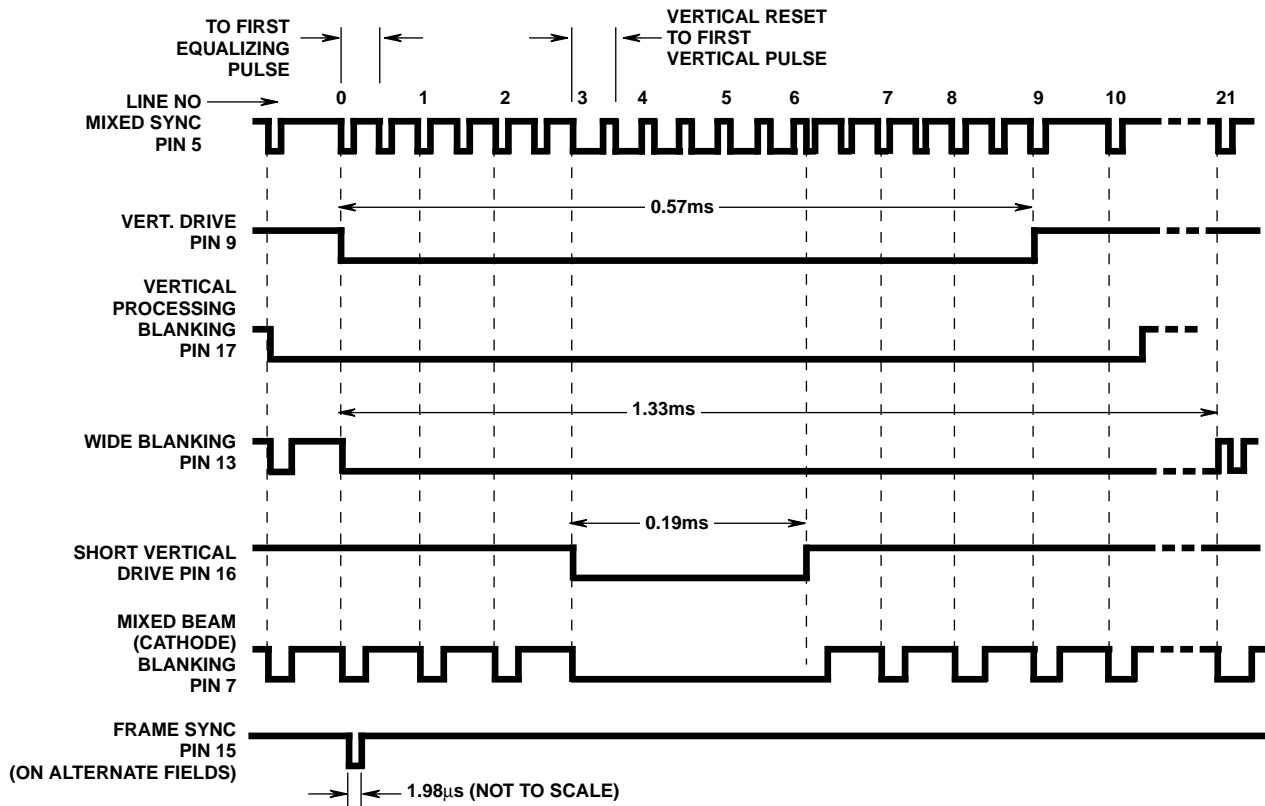 TO FIRST
EQUALIZING
PULSE
VERTICAL RESET
TO FIRST
VERTICAL PULSE
LINE NO
0 1 2 3 4 5 6 7 8 9 10 21
MIXED SYNC
PIN 5
0.57ms
VERT. DRIVE
PIN 9
VERTICAL
PROCESSING
BLANKING
PIN 17
1.33ms
WIDE BLANKING
PIN 13
0.19ms
SHORT VERTICAL
DRIVE PIN 16
MIXED BEAM
(CATHODE)
BLANKING
PIN 7
FRAME SYNC
PIN 15
(ON ALTERNATE FIELDS)
1.98μs (NOT TO SCALE)